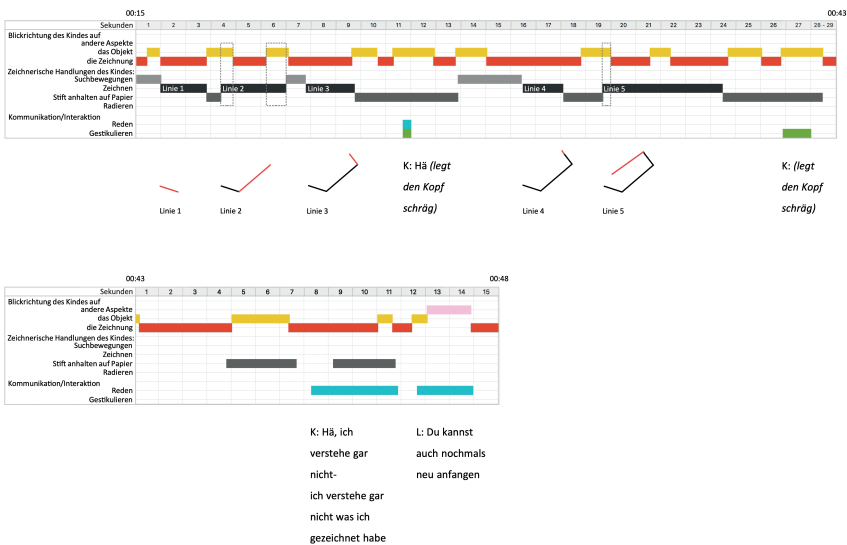 00:15 00:43
Sekunden 1 2 3 4 5 6 7 8 9 10 11 12 13 14 15 16 17 18 19 20 21 22 23 24 25 26 27 28 - 29
Blickrichtung des Kindes auf
andere Aspekte
das Objekt
die Zeichnung
Zeichnerische Handlungen des Kindes:
Suchbewegungen
Zeichnen Linie 1 Linie 2 Linie 3 Linie 4 Linie 5
Stift anhalten auf Papier
Radieren
Kommunikation/Interaktion
Reden
Gestikulieren
K: Hä (legt
den Kopf
schräg)
K: (legt
den Kopf
schräg)
Linie 1 Linie 2 Linie 3 Linie 4 Linie 5
00:43 00:48
Sekunden 1 2 3 4 5 6 7 8 9 10 11 12 13 14 15
Blickrichtung des Kindes auf
andere Aspekte
das Objekt
die Zeichnung
Zeichnerische Handlungen des Kindes:
Suchbewegungen
Zeichnen
Stift anhalten auf Papier
Radieren
Kommunikation/Interaktion
Reden
Gestikulieren
K: Hä, ich
verstehe gar
nicht-
ich verstehe gar
nicht was ich
gezeichnet habe
L: Du kannst
auch nochmals
neu anfangen